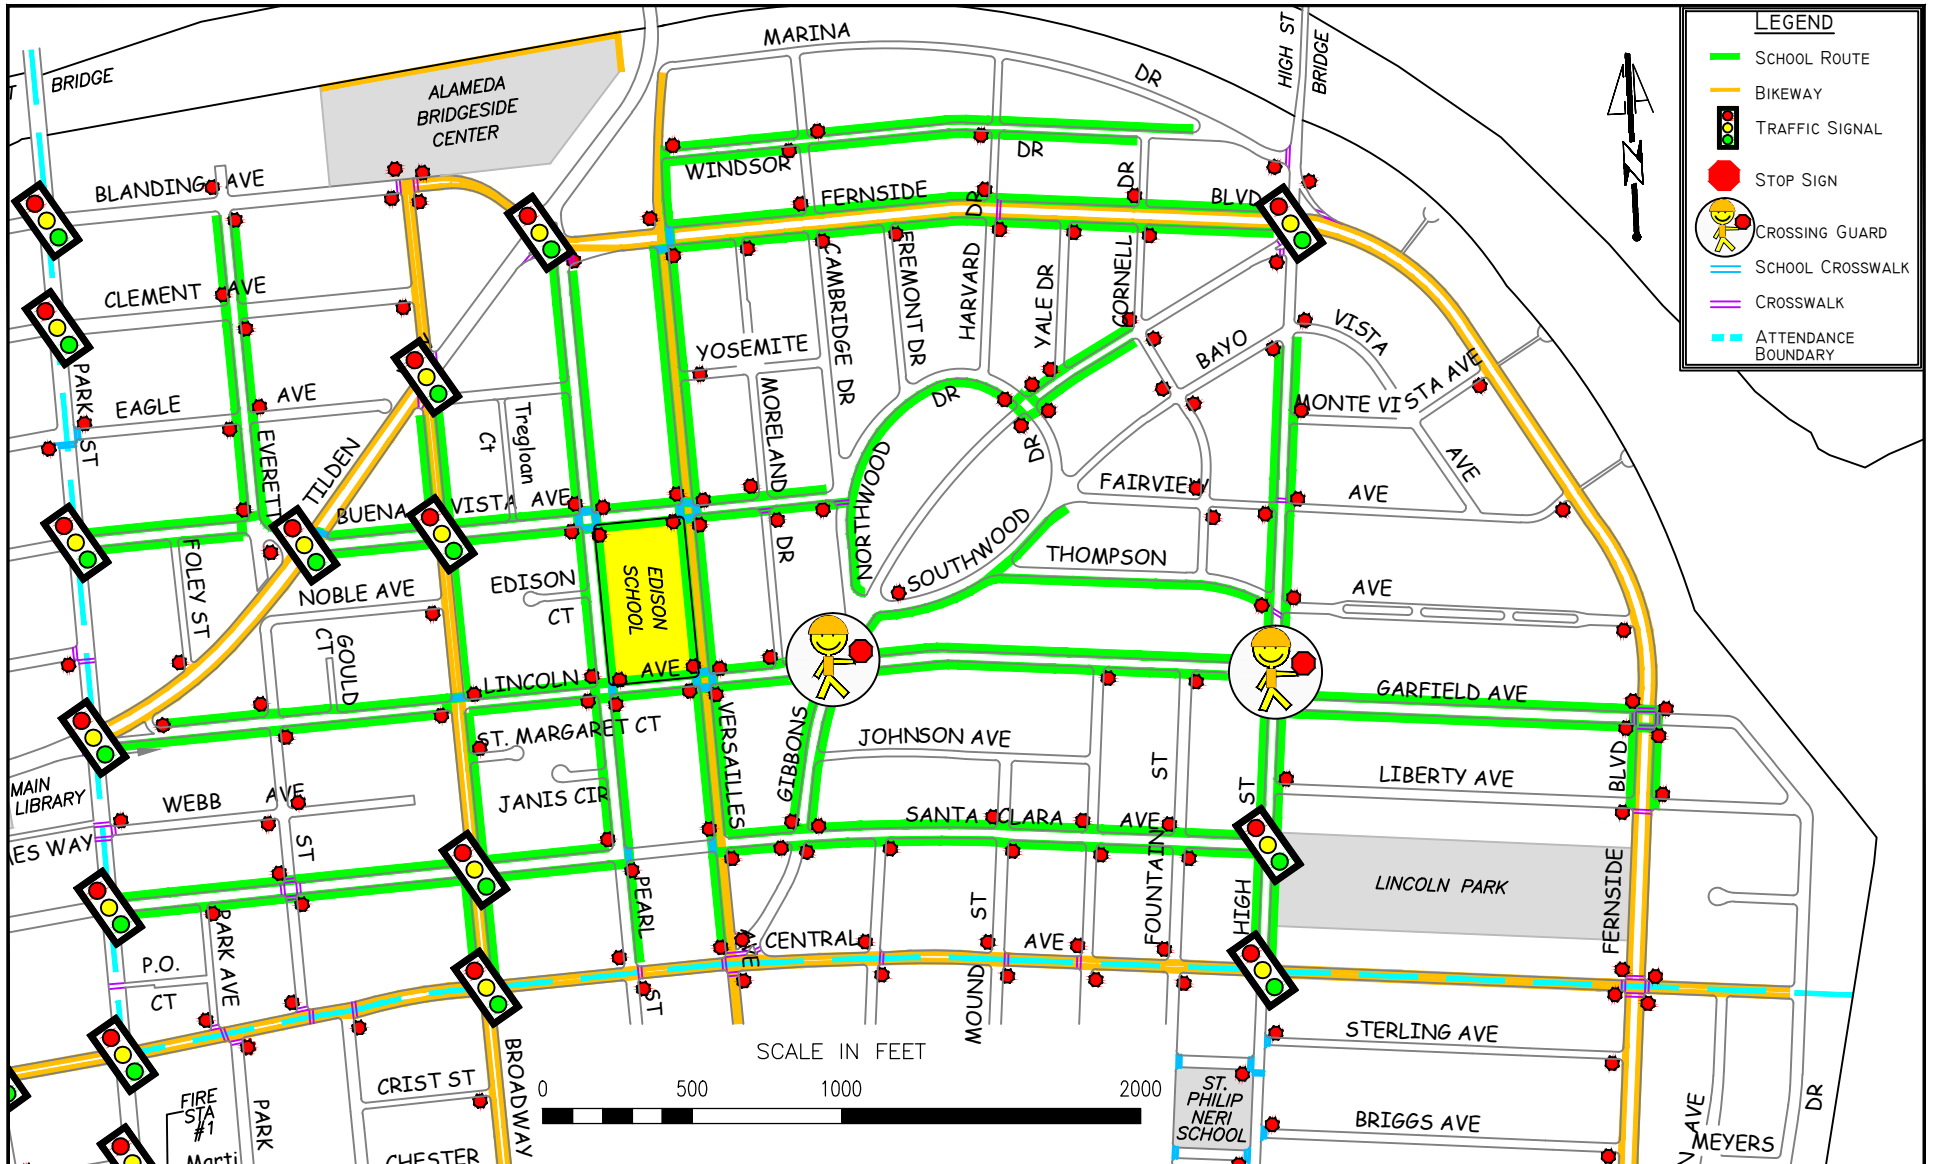 MARINA
DR
HIGH ST
BRIDGE
LEGEND
SCHOOL ROUTE
BIKEWAY
TRAFFIC SIGNAL
STOP SIGN
CROSSING GUARD
SCHOOL CROSSWALK
CROSSWALK
ATTENDANCE
BOUNDARY
BRIDGE
ALAMEDA
BRIDGESIDE
CENTER
WINDSOR
DR
DR
BLANDING AVE
FERNSIDE
DR
BLVD
CLEMENT AVE
CAMBRIDGE DR
FREMONT DR
HARVARD
YALE DR
CORNELL
YOSEMITE
BAYO
VISTA
PARK ST
EAGLE AVE
MORELAND
DR
MONTE VISTA AVE
Ct
Tregloan
EVERETT
TILDEN
NORTHWOOD
DR
AVE
BUENA VISTA AVE
FAIRVIEW AVE
FOLEY ST
DR
SOUTHWOOD
THOMPSON AVE
NOBLE AVE
EDISON
CT
EDISON
SCHOOL
GOULD
CT
LINCOLN AVE
GARFIELD AVE
ST. MARGARET CT
VERSAILLES
GIBBONS
JOHNSON AVE
ST
BLVD
MAIN
LIBRARY
WEBB AVE
JANIS CIR
ST
LIBERTY AVE
SANTA CLARA AVE
ES WAY
ST
PEARL
FOUNTAIN
HIGH
LINCOLN PARK
FERNSIDE
PARK AVE
P.O.
CT
AVE
CENTRAL AVE
ST
ST
MOUND
STERLING AVE
SCALE IN FEET
0 500 1000 2000
BROADWAY
CRIST ST
FIRE
STA
#1
PARK
ST.
PHILIP
NERI
SCHOOL
BRIGGS AVE
AVE
DR
MEYERS
CHESTER
Marti